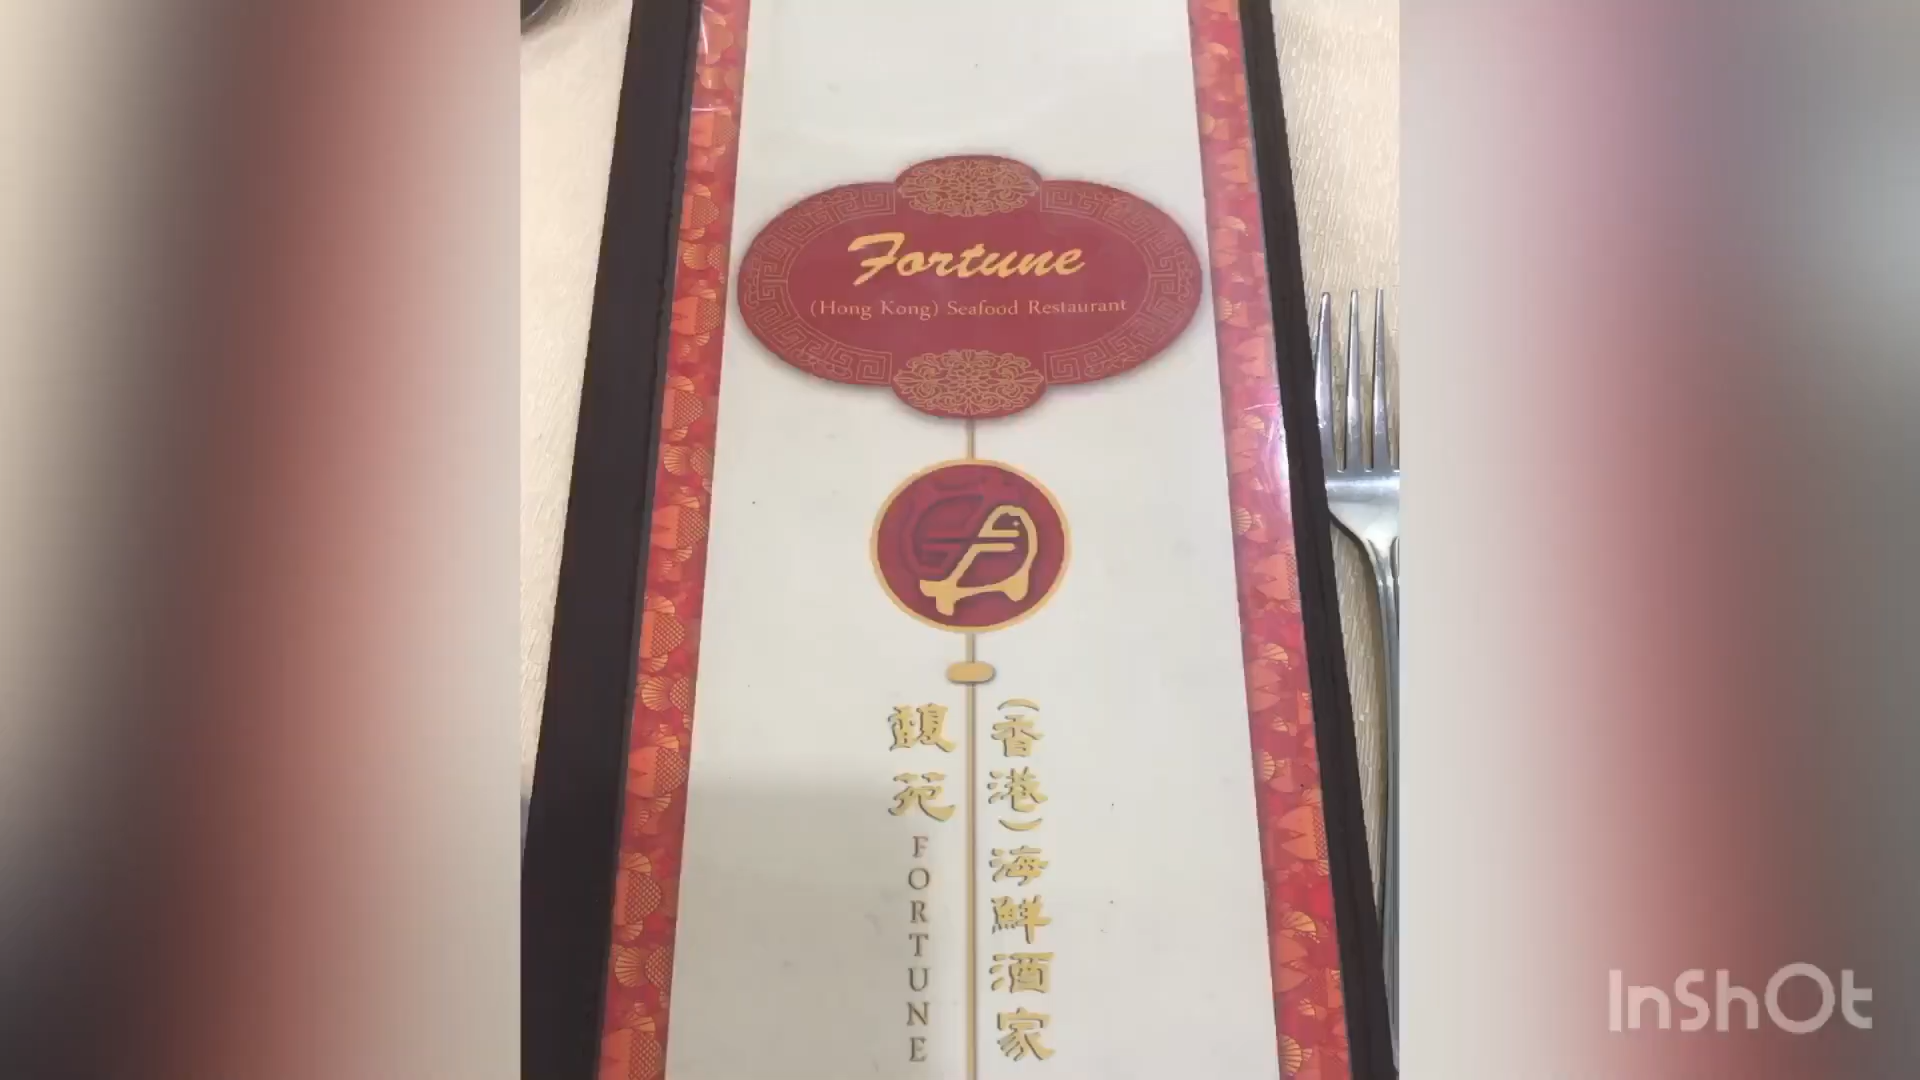 Fortune
(Hong Kong) Seafood Restaurant
馥苑
FORTUNE
(香港)海鮮酒家
InShOt